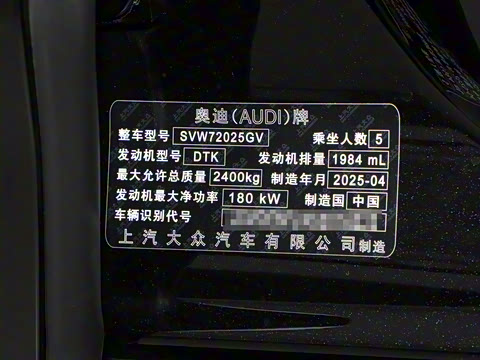 奥迪(AUDI)牌
整车型号 SVW72025GV 乘坐人数 5
发动机型号 DTK 发动机排量 1984 mL
最大允许总质量 2400kg 制造年月 2025-04
发动机最大净功率 180 kW 制造国 中国
车辆识别代号
上汽大众汽车有限公司制造